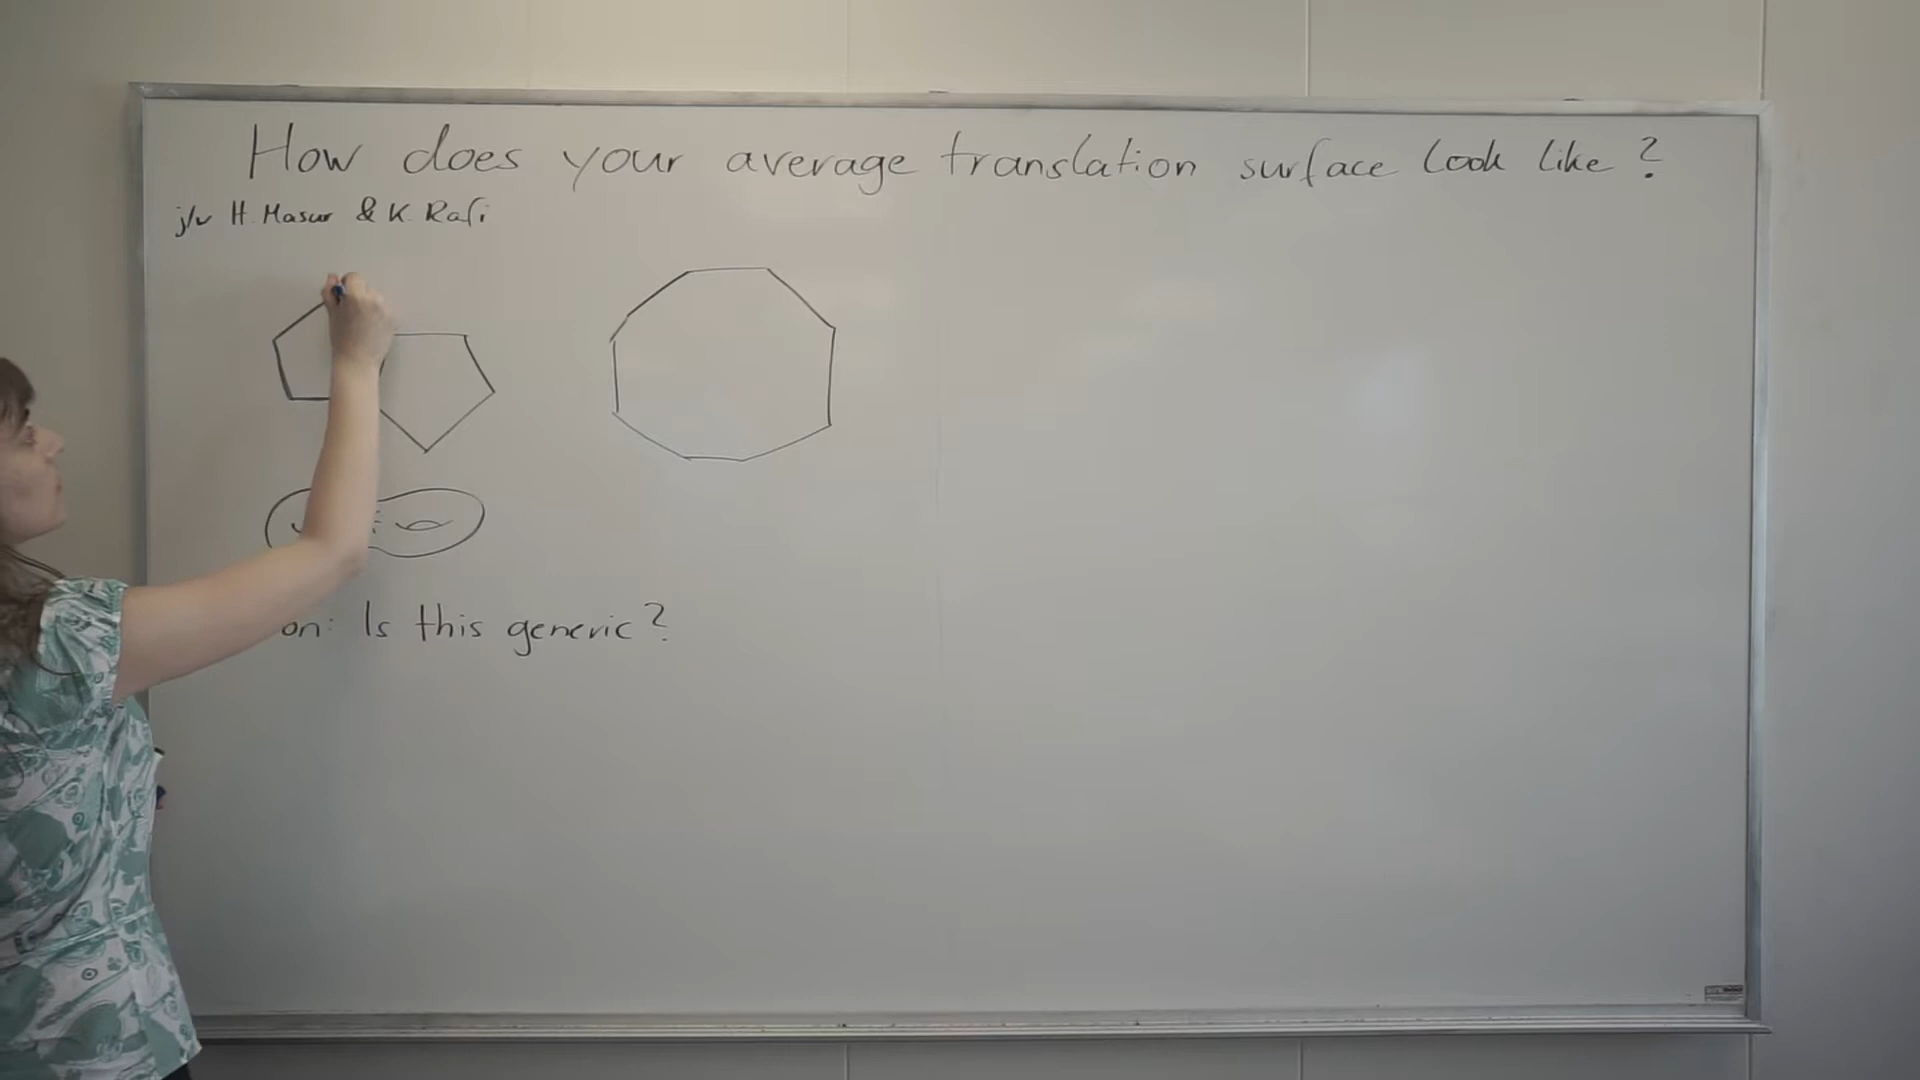 How does your average translation surface look like?
j/w H. Masur & K. Rafi
on: Is this generic?